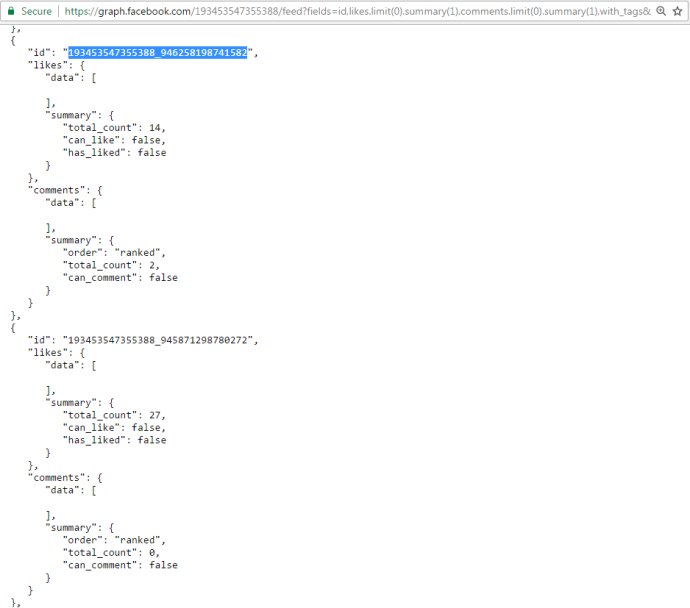 Secure | https://graph.facebook.com/193453547355388/feed?fields=id,likes.limit(0).summary(1).comments.limit(0).summary(1).with_tags&
},
{
"id": "193453547355388_946258198741582",
"likes": {
"data": [
],
"summary": {
"total_count": 14,
"can_like": false,
"has_liked": false
}
},
"comments": {
"data": [
],
"summary": {
"order": "ranked",
"total_count": 2,
"can_comment": false
}
}
},
{
"id": "193453547355388_945871298780272",
"likes": {
"data": [
],
"summary": {
"total_count": 27,
"can_like": false,
"has_liked": false
}
},
"comments": {
"data": [
],
"summary": {
"order": "ranked",
"total_count": 0,
"can_comment": false
}
}
},